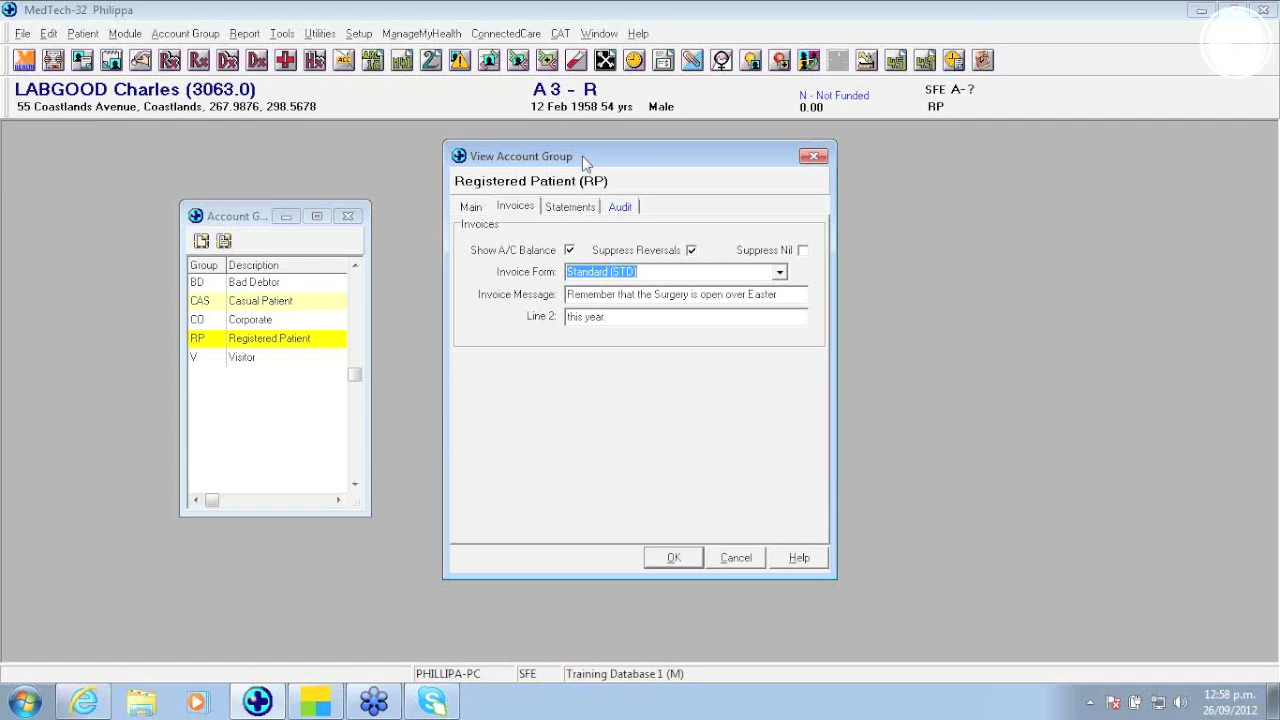 MedTech-32 Philippa
File Edit Patient Module Account Group Report Tools Utilities Setup ManageMyHealth ConnectedCare CAT Window Help
LABGOOD Charles (3063.0)
55 Coastlands Avenue, Coastlands, 267.9876, 298.5678
A 3 - R
12 Feb 1958 54 yrs Male
N - Not Funded
0.00
SFE A-?
RP
View Account Group
Registered Patient (RP)
Main Invoices Statements Audit
Invoices
Show A/C Balance Suppress Reversals Suppress Nil
Invoice Form: Standard (STD)
Invoice Message: Remember that the Surgery is open over Easter
Line 2: this year.
OK Cancel Help
Account G...
Group Description
BD Bad Debtor
CAS Casual Patient
CO Corporate
RP Registered Patient
V Visitor
PHILLIPA-PC SFE Training Database1 (M)
12:58 p.m.
26/09/2012